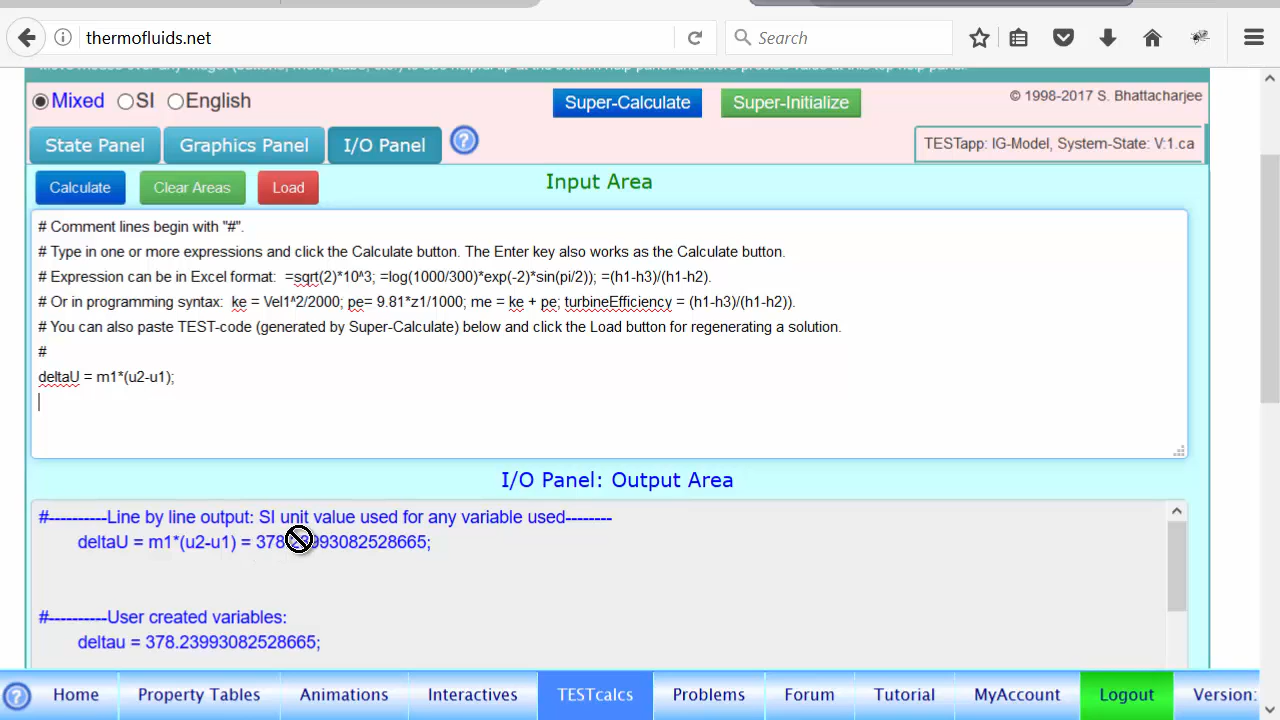 thermofluids.net
Search
Mixed SI English
Super-Calculate Super-Initialize
© 1998-2017 S. Bhattacharjee
State Panel Graphics Panel I/O Panel ?
TESTapp: IG-Model, System-State: V:1.ca
Calculate Clear Areas Load
Input Area
# Comment lines begin with "#".
# Type in one or more expressions and click the Calculate button. The Enter key also works as the Calculate button.
# Expression can be in Excel format: =sqrt(2)*10^3; =log(1000/300)*exp(-2)*sin(pi/2)); =(h1-h3)/(h1-h2).
# Or in programming syntax: ke = Vel1^2/2000; pe= 9.81*z1/1000; me = ke + pe; turbineEfficiency = (h1-h3)/(h1-h2)).
# You can also paste TEST-code (generated by Super-Calculate) below and click the Load button for regenerating a solution.
#
deltaU = m1*(u2-u1);
I/O Panel: Output Area
#----------Line by line output: SI unit value used for any variable used--------
deltaU = m1*(u2-u1) = 378.23993082528665;
#----------User created variables:
deltau = 378.23993082528665;
? Home Property Tables Animations Interactives TESTcalcs Problems Forum Tutorial MyAccount Logout Version: